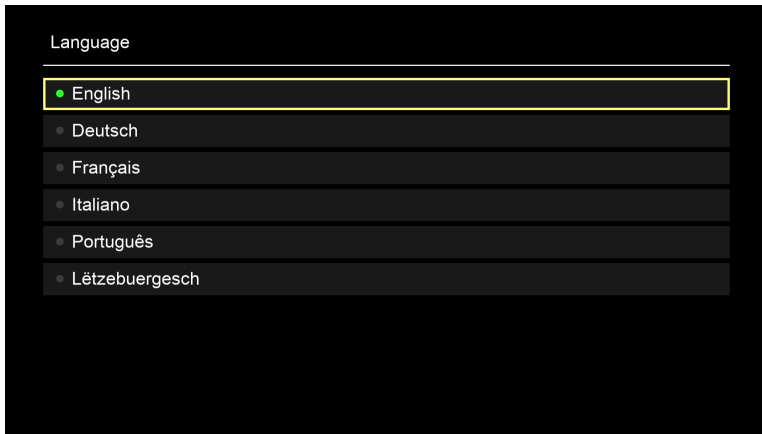 Language
English
Deutsch
Français
Italiano
Português
Lëtzebuergesch